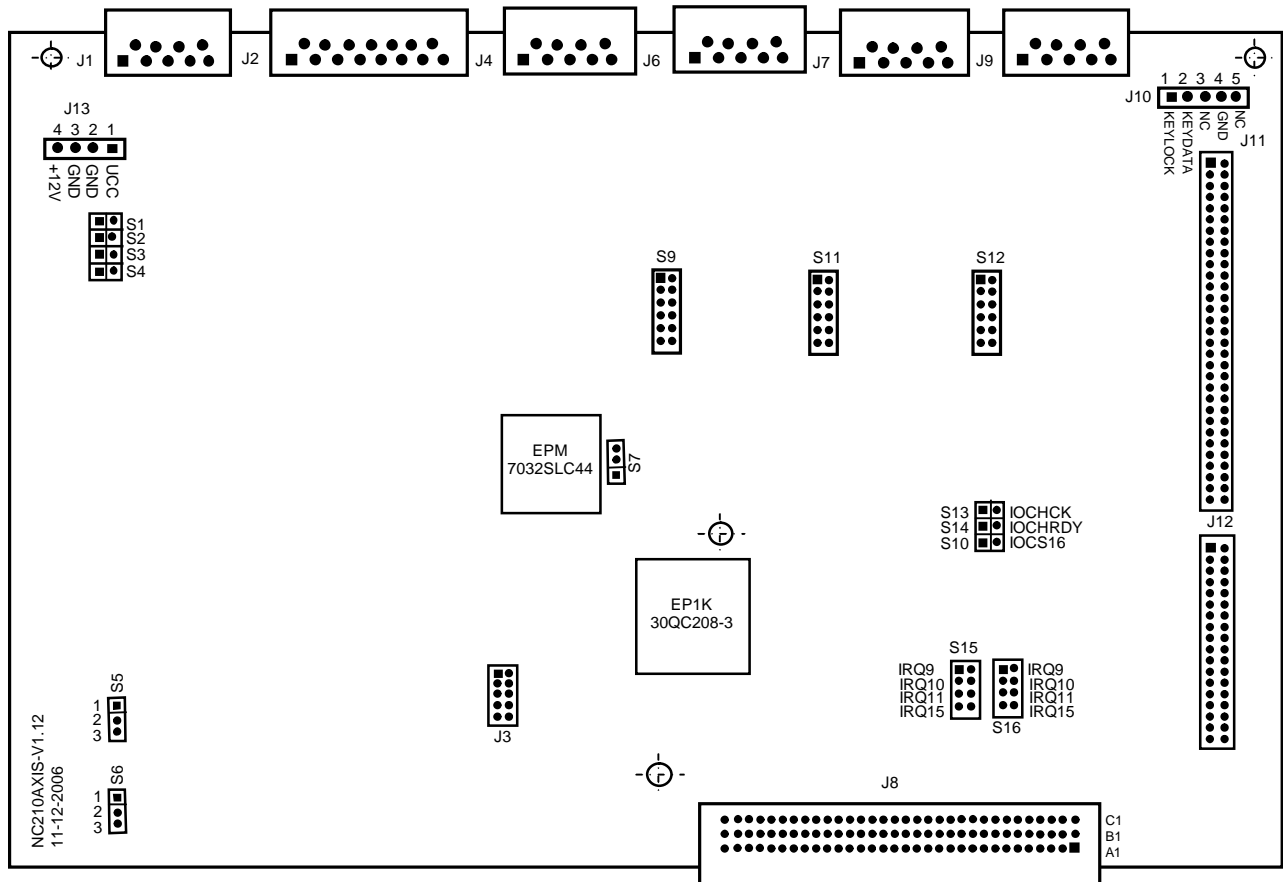 J1
J2
J4
J6
J7
J9
J10
1 2 3 4 5
KEYLOCK
KEYDATA
NC
GND
NC
J11
J13
4 3 2 1
+12V
GND
GND
UCC
S1
S2
S3
S4
S9
S11
S12
EPM
7032SLC44
S7
S13
IOCHCK
S14
IOCHRDY
S10
IOCS16
J12
EP1K
30QC208-3
S15
IRQ9
IRQ10
IRQ11
IRQ15
IRQ9
IRQ10
IRQ11
IRQ15
S16
J3
S5
1
2
3
S6
1
2
3
NC210AXIS-V1.12
11-12-2006
J8
C1
B1
A1